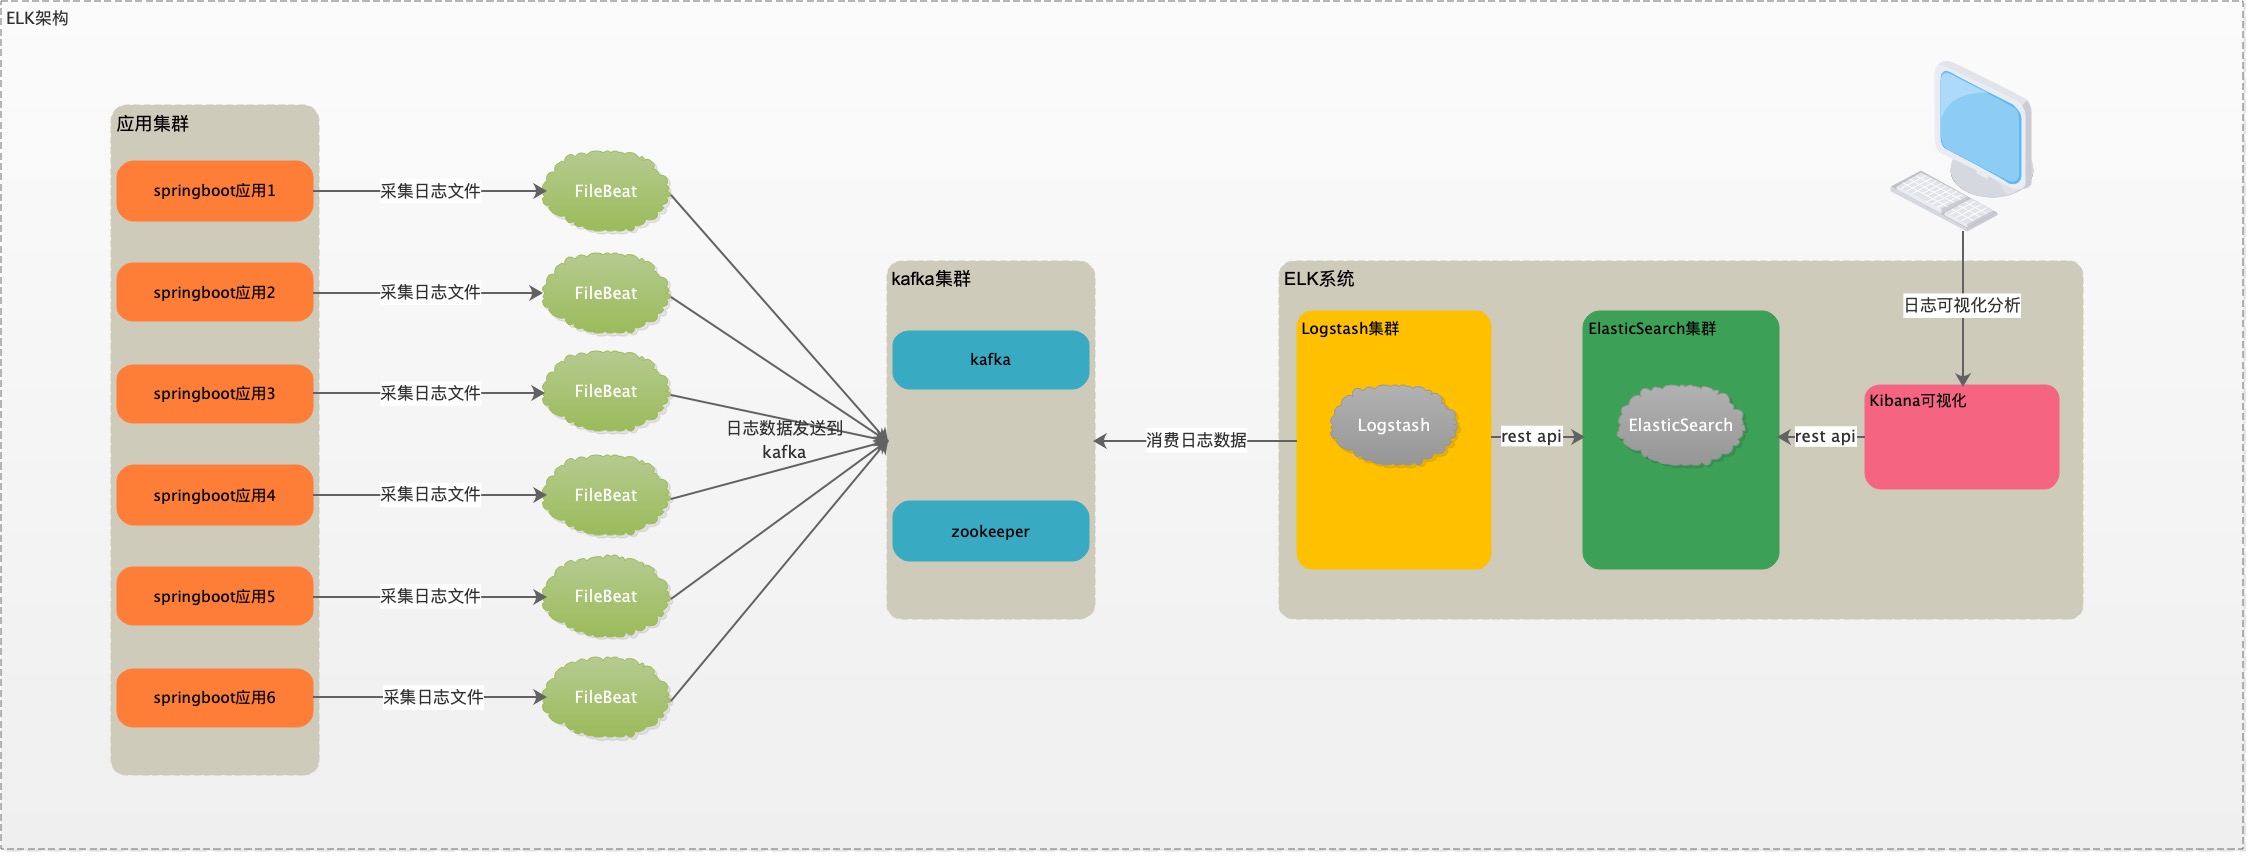 ELK架构
应用集群
springboot应用1
springboot应用2
springboot应用3
springboot应用4
springboot应用5
springboot应用6
采集日志文件
采集日志文件
采集日志文件
采集日志文件
采集日志文件
采集日志文件
FileBeat
FileBeat
FileBeat
FileBeat
FileBeat
FileBeat
日志数据发送到
kafka
kafka集群
kafka
zookeeper
消费日志数据
ELK系统
Logstash集群
Logstash
rest api
ElasticSearch集群
ElasticSearch
rest api
日志可视化分析
Kibana可视化